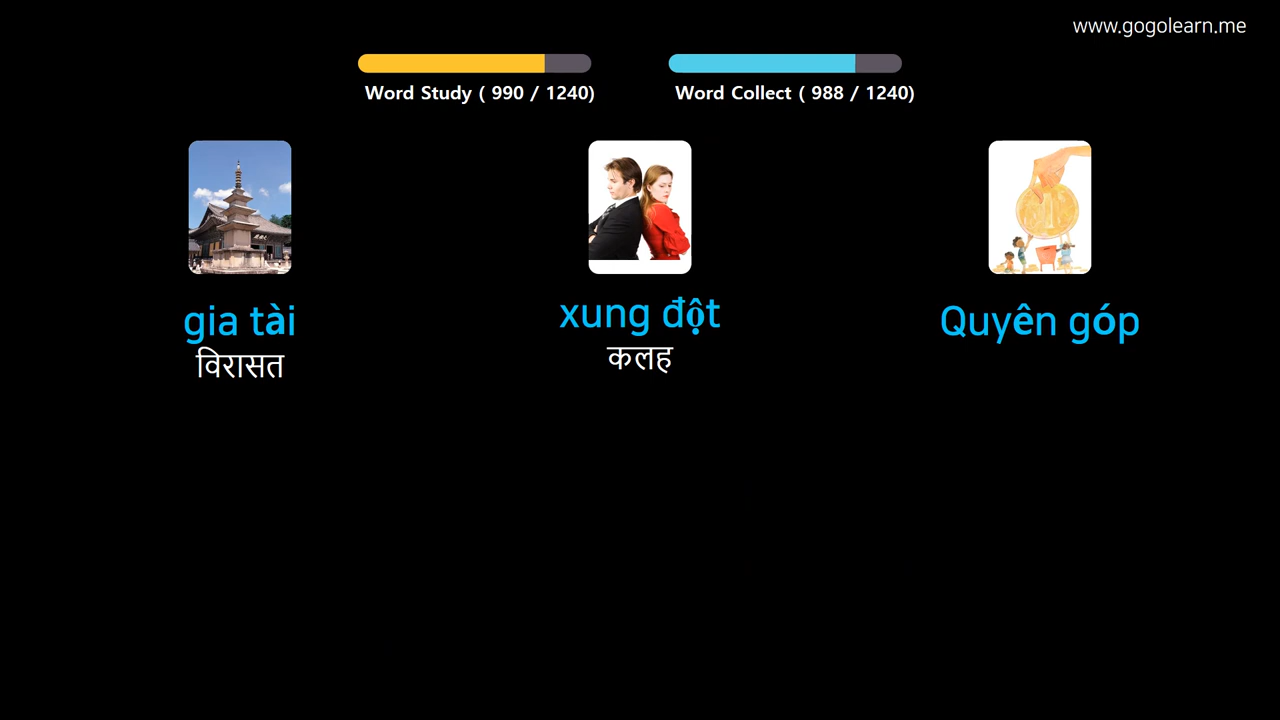 www.gogolearn.me
Word Study ( 990 / 1240)
Word Collect ( 988 / 1240)
gia tài
विरासत
xung đột
कलह
Quyên góp